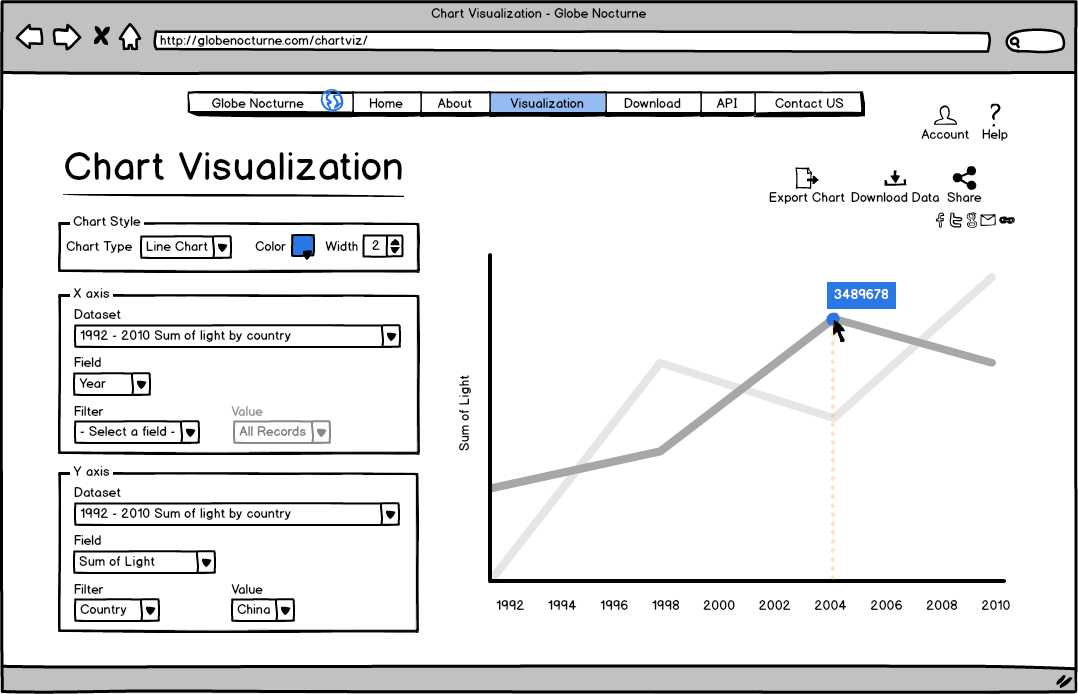 Chart Visualization - Globe Nocturne
http://globenocturne.com/chartviz/
Globe Nocturne Home About Visualization Download API Contact US
Account Help
Chart Visualization
Export Chart Download Data Share
Chart Style
Chart Type Line Chart Color Width 2
X axis
Dataset
1992 - 2010 Sum of light by country
Field
Year
Filter Value
- Select a field - All Records
Y axis
Dataset
1992 - 2010 Sum of light by country
Field
Sum of Light
Filter Value
Country China
3489678
Sum of Light
1992 1994 1996 1998 2000 2002 2004 2006 2008 2010